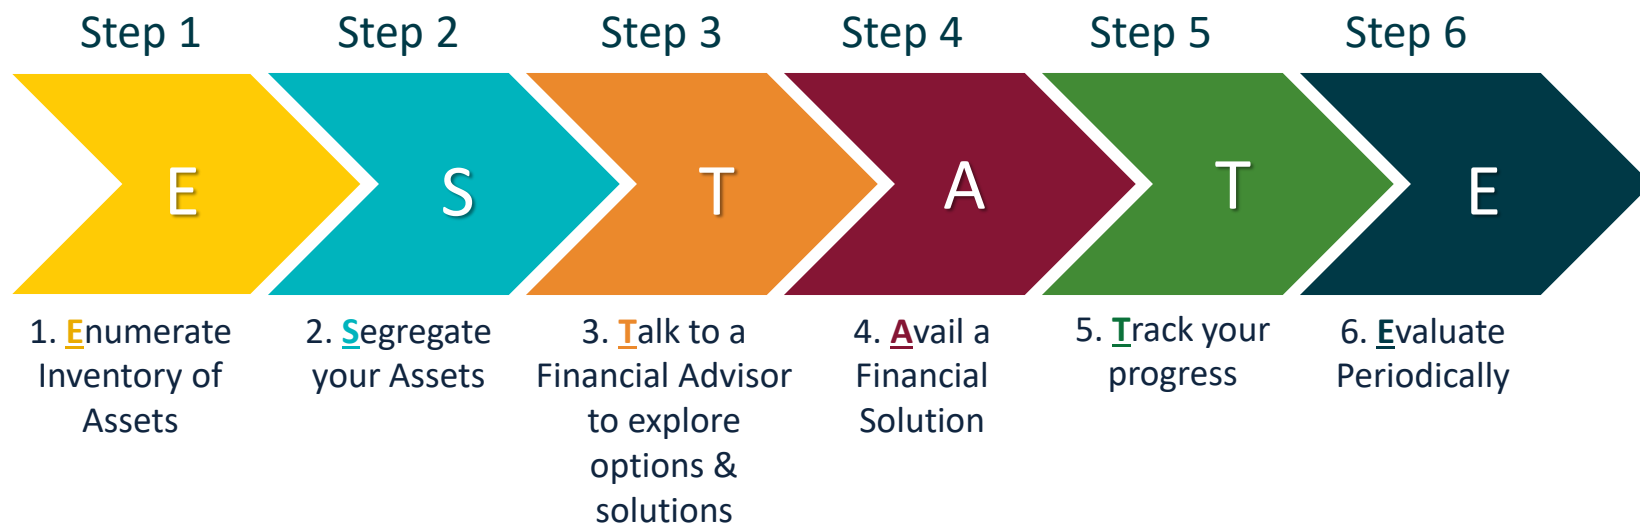 Step 1
Step 2
Step 3
Step 4
Step 5
Step 6
E
S
T
A
T
E
1. Enumerate
Inventory of
Assets
2. Segregate
your Assets
3. Talk to a
Financial Advisor
to explore
options &
solutions
4. Avail a
Financial
Solution
5. Track your
progress
6. Evaluate
Periodically